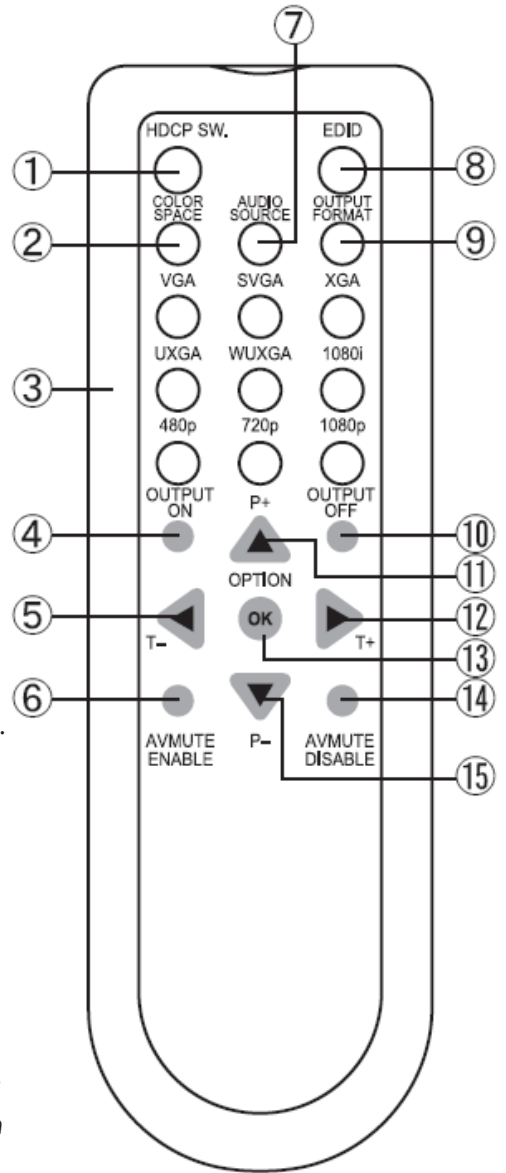 ⑦
HDCP SW. EDID
① ⑧
COLOR SPACE AUDIO SOURCE OUTPUT FORMAT
② ⑨
VGA SVGA XGA
UXGA WUXGA 1080i
③
480p 720p 1080p
OUTPUT ON P+ OUTPUT OFF
④ ⑩
⑪
OPTION
⑤ OK ⑫
T− T+
⑬
⑥ ⑭
AVMUTE ENABLE P− AVMUTE DISABLE
⑮